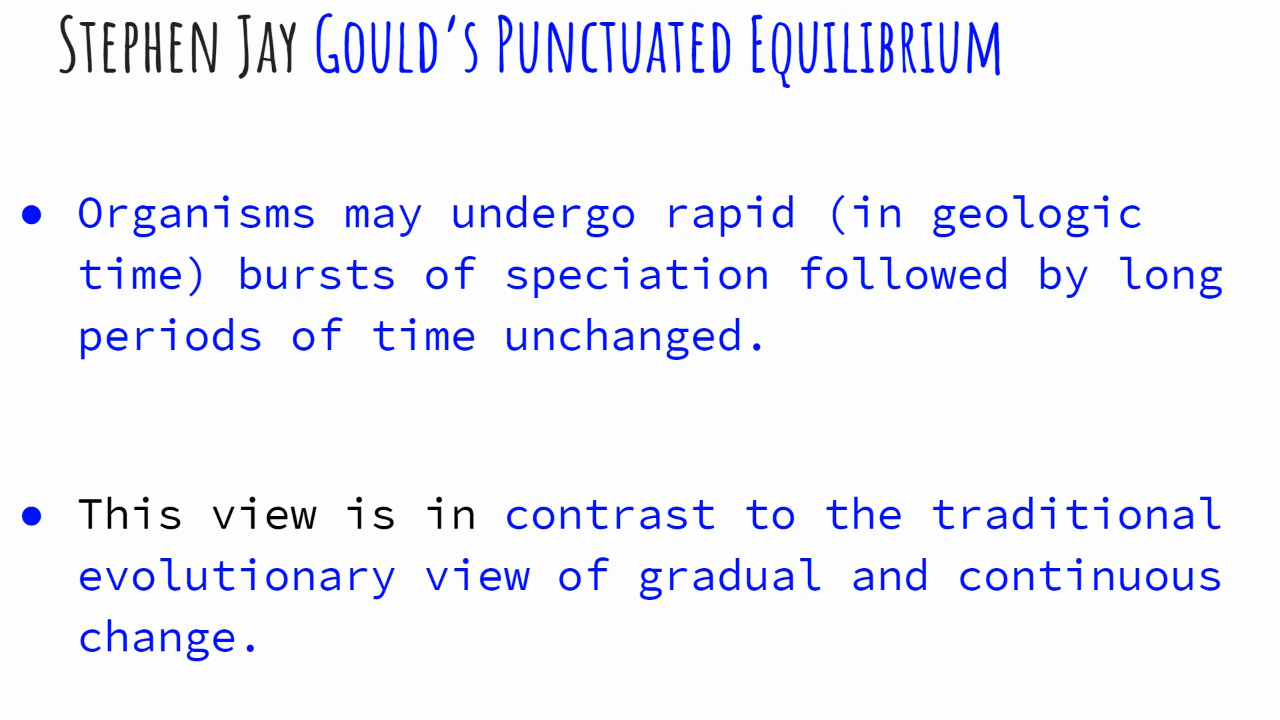 Stephen Jay Gould's Punctuated Equilibrium
● Organisms may undergo rapid (in geologic
time) bursts of speciation followed by long
periods of time unchanged.
● This view is in contrast to the traditional
evolutionary view of gradual and continuous
change.